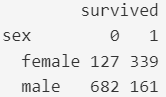 survived
sex 0 1
female 127 339
male 682 161